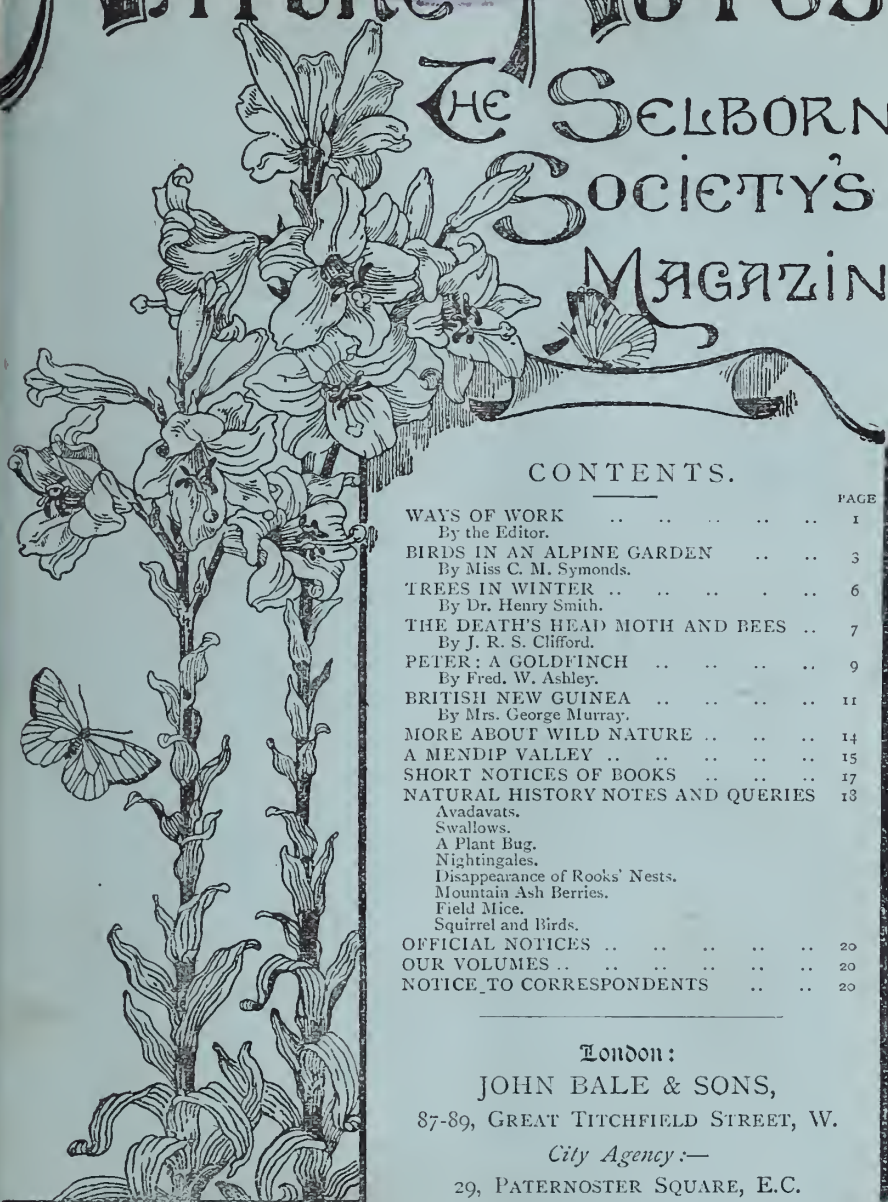 THE SELBORN
SOCIETY'S
MAGAZIN
CONTENTS.
PAGE
WAYS OF WORK .. .. .. .. .. 1
By the Editor.
BIRDS IN AN ALPINE GARDEN .. .. 3
By Miss C. M. Symonds.
TREES IN WINTER .. .. .. .. .. 6
By Dr. Henry Smith.
THE DEATH'S HEAD MOTH AND BEES .. 7
By J. R. S. Clifford.
PETER: A GOLDFINCH .. .. .. .. 9
By Fred. W. Ashley.
BRITISH NEW GUINEA .. .. .. .. 11
By Mrs. George Murray.
MORE ABOUT WILD NATURE .. .. .. 14
A MENDIP VALLEY .. .. .. .. .. 15
SHORT NOTICES OF BOOKS .. .. .. 17
NATURAL HISTORY NOTES AND QUERIES 18
Avadavats.
Swallows.
A Plant Bug.
Nightingales.
Disappearance of Rooks' Nests.
Mountain Ash Berries.
Field Mice.
Squirrel and Birds.
OFFICIAL NOTICES .. .. .. .. .. 20
OUR VOLUMES .. .. .. .. .. .. 20
NOTICE TO CORRESPONDENTS .. .. 20
London:
JOHN BALE & SONS,
87-89, GREAT TITCHFIELD STREET, W.
City Agency:—
29, PATERNOSTER SQUARE, E.C.